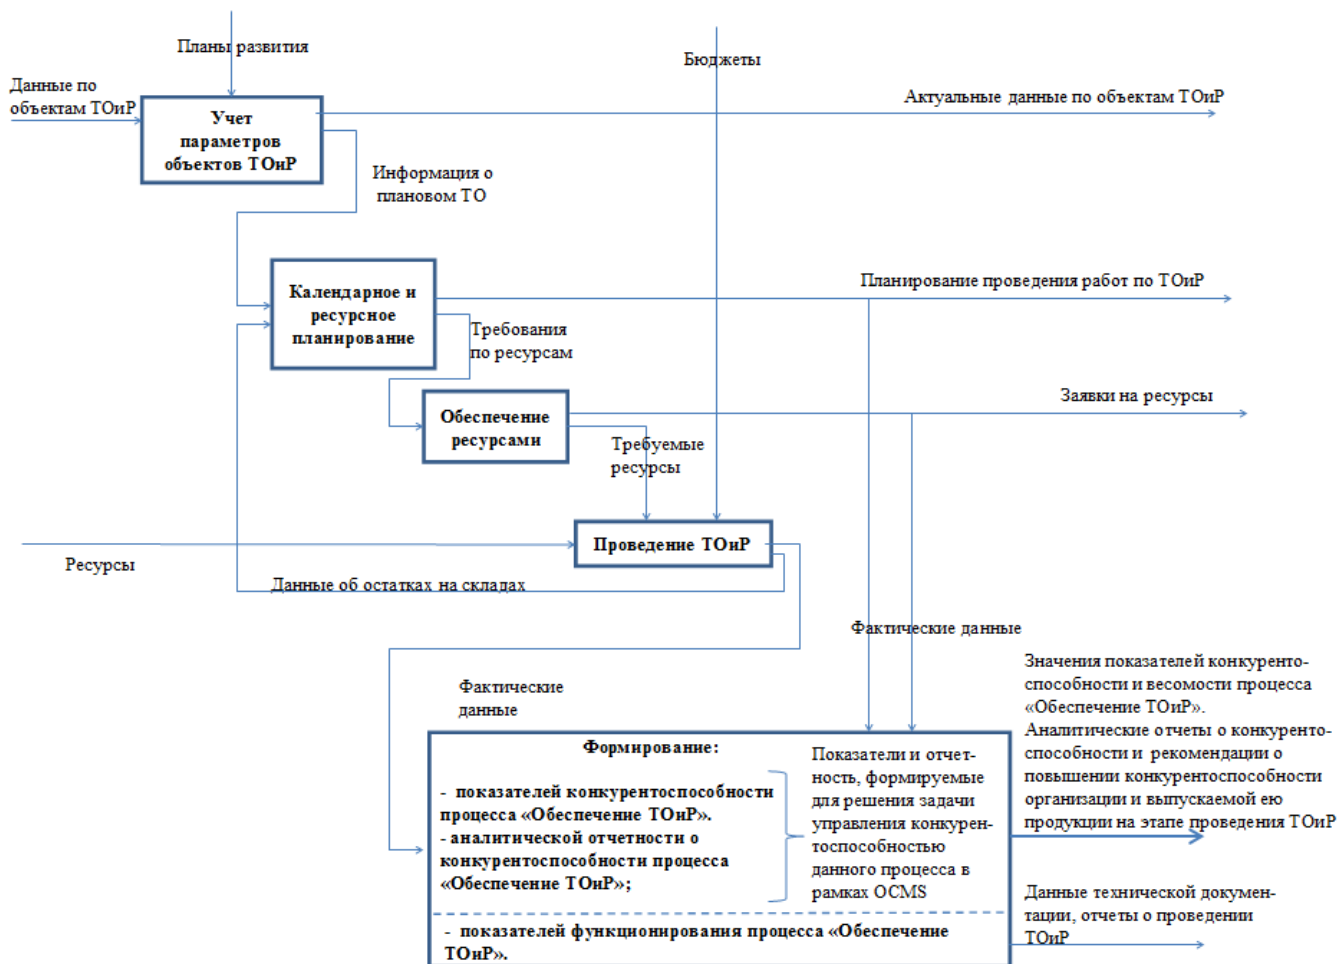 Планы развития
Бюджеты
Данные по
объектам ТОиР
Учет
параметров
объектов ТОиР
Актуальные данные по объектам ТОиР
Информация о
плановом ТО
Календарное и
ресурсное
планирование
Планирование проведения работ по ТОиР
Требования
по ресурсам
Обеспечение
ресурсами
Заявки на ресурсы
Требуемые
ресурсы
Проведение ТОиР
Ресурсы
Данные об остатках на складах
Фактические данные
Фактические
данные
Формирование:
- показателей конкурентоспособности
процесса «Обеспечение ТОиР».
- аналитической отчетности о
конкурентоспособности процесса
«Обеспечение ТОиР»;
Показатели и отчет-
ность, формируемые
для решения задачи
управления конкурен-
тоспособностью
данного процесса в
рамках OCMS
- показателей функционирования процесса «Обеспечение
ТОиР».
Значения показателей конкуренто-
способности и весомости процесса
«Обеспечение ТОиР».
Аналитические отчеты о конкуренто-
способности и рекомендации о
повышении конкурентоспособности
организации и выпускаемой ею
продукции на этапе проведения ТОиР
Данные технической докумен-
тации, отчеты о проведении
ТОиР